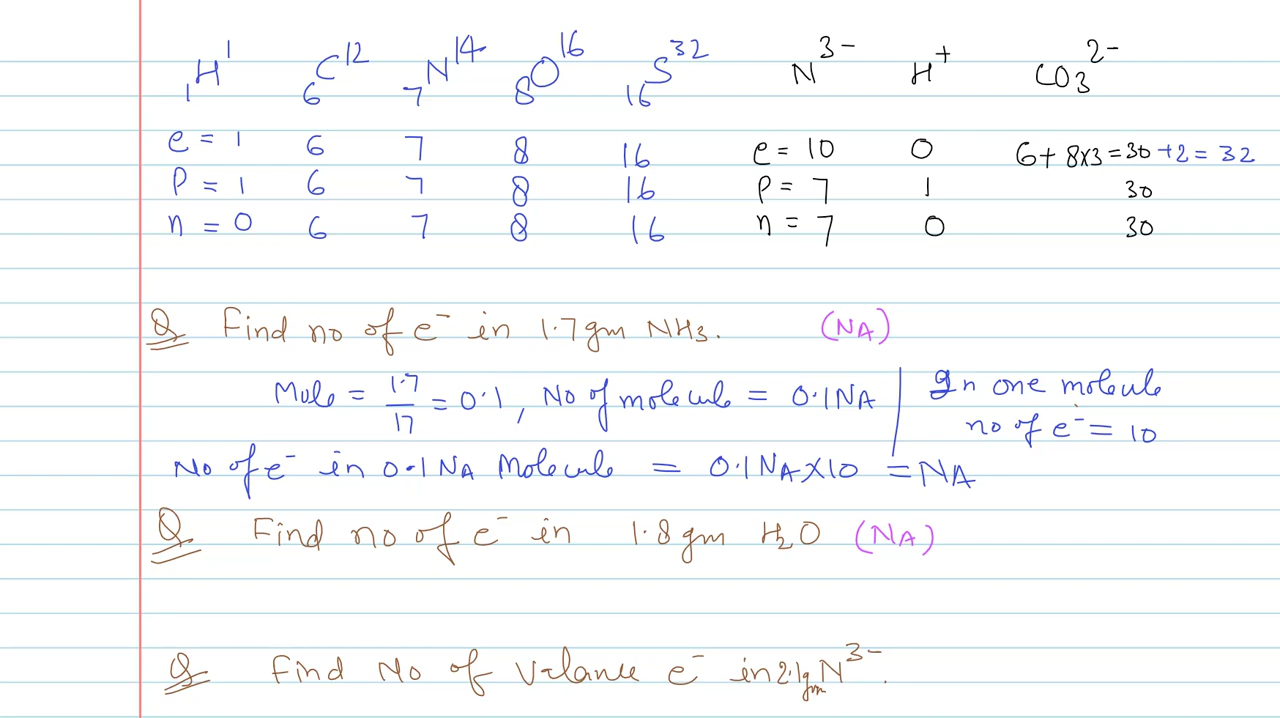 ₁H¹ ₆C¹² ₇N¹⁴ ₈O¹⁶ ₁₆S³² N³⁻ H⁺ CO₃²⁻
e = 1 6 7 8 16 e = 10 0 6+ 8x3 = 30 +2 = 32
P = 1 6 7 8 16 P = 7 1 30
n = 0 6 7 8 16 n = 7 0 30
Q Find no of e⁻ in 1.7gm NH₃. (NA)
Mole = 1.7/17 = 0.1, No of molecule = 0.1NA | In one molecule
no of e⁻ = 10
No of e⁻ in 0.1NA Molecule = 0.1NA x 10 = NA
Q Find no of e⁻ in 1.8gm H₂O (NA)
Q Find No of Valance e⁻ in 2.1gm N³⁻.